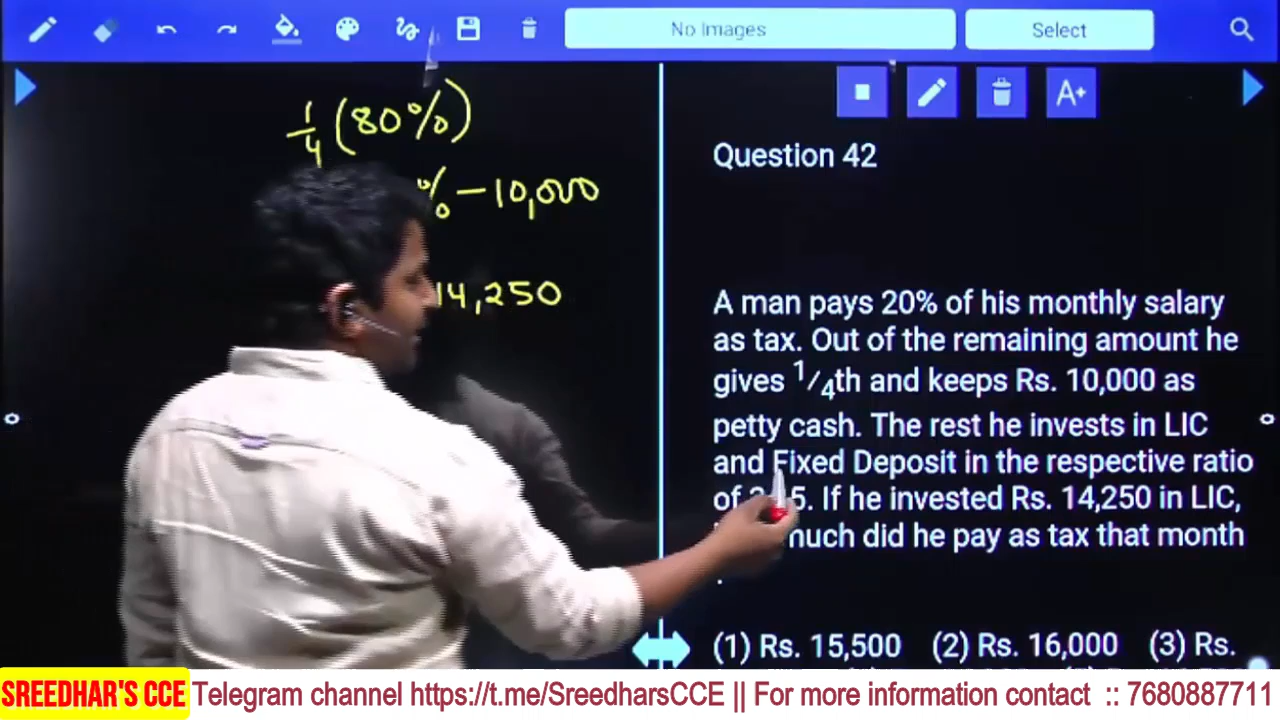 No Images
Select
A+
1/4 (80%)
% - 10,000
14,250
Question 42
A man pays 20% of his monthly salary
as tax. Out of the remaining amount he
gives 1/4th and keeps Rs. 10,000 as
petty cash. The rest he invests in LIC
and Fixed Deposit in the respective ratio
of 5. If he invested Rs. 14,250 in LIC,
much did he pay as tax that month
.
(1) Rs. 15,500 (2) Rs. 16,000 (3) Rs.
SREEDHAR'S CCE Telegram channel https://t.me/SreedharsCCE || For more information contact :: 7680887711